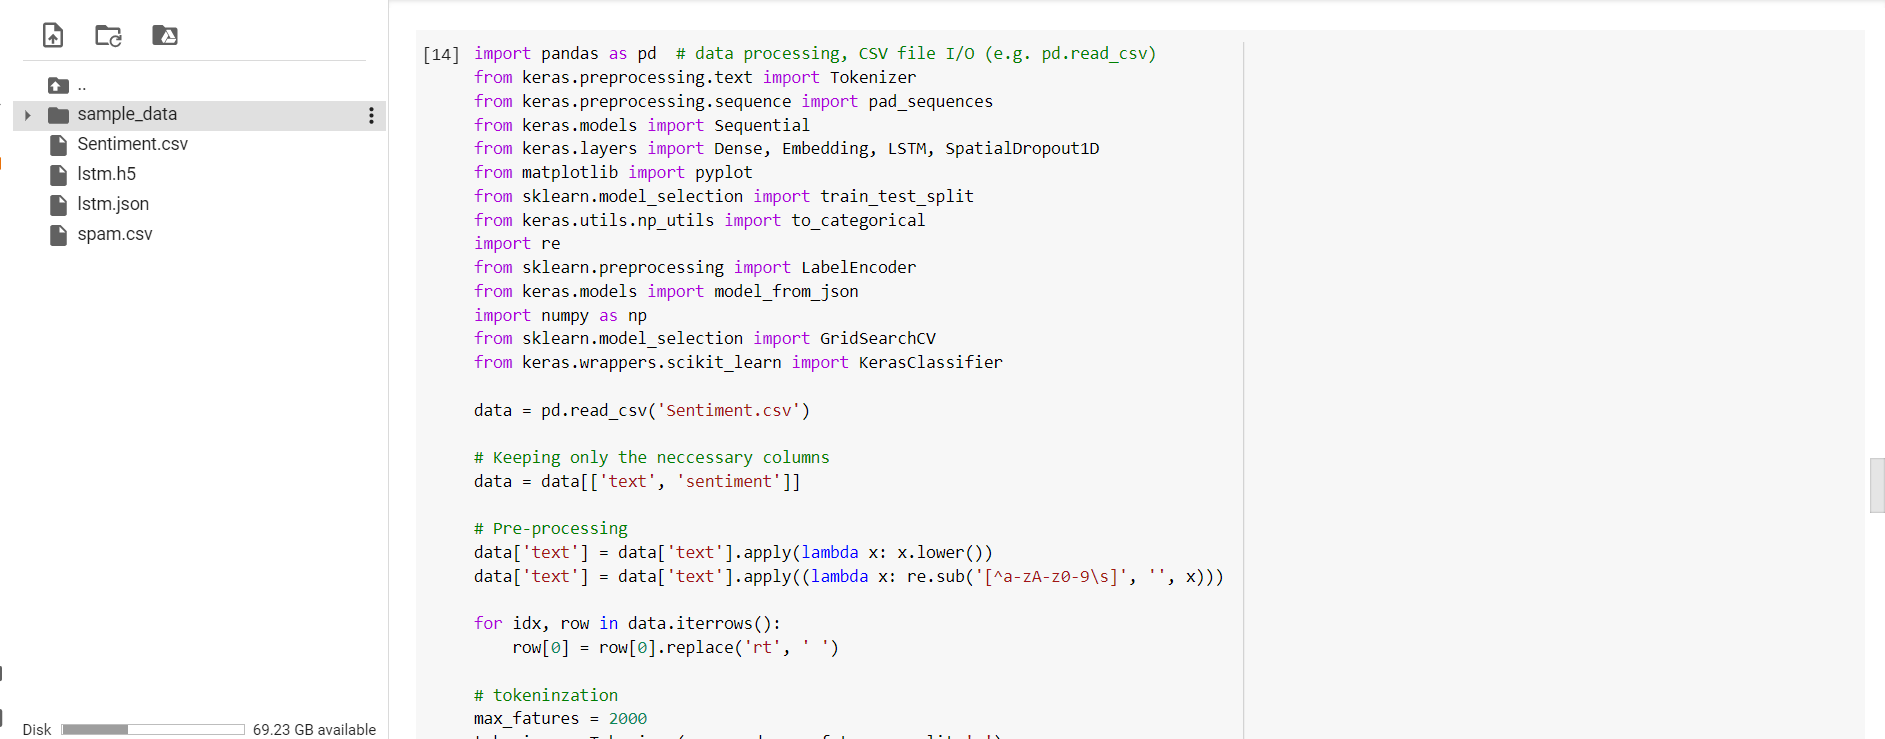 ..
sample_data
Sentiment.csv
lstm.h5
lstm.json
spam.csv
Disk 69.23 GB available
[14] import pandas as pd  # data processing, CSV file I/O (e.g. pd.read_csv)
from keras.preprocessing.text import Tokenizer
from keras.preprocessing.sequence import pad_sequences
from keras.models import Sequential
from keras.layers import Dense, Embedding, LSTM, SpatialDropout1D
from matplotlib import pyplot
from sklearn.model_selection import train_test_split
from keras.utils.np_utils import to_categorical
import re
from sklearn.preprocessing import LabelEncoder
from keras.models import model_from_json
import numpy as np
from sklearn.model_selection import GridSearchCV
from keras.wrappers.scikit_learn import KerasClassifier
data = pd.read_csv('Sentiment.csv')
# Keeping only the neccessary columns
data = data[['text', 'sentiment']]
# Pre-processing
data['text'] = data['text'].apply(lambda x: x.lower())
data['text'] = data['text'].apply((lambda x: re.sub('[^a-zA-z0-9\s]', '', x)))
for idx, row in data.iterrows():
    row[0] = row[0].replace('rt', ' ')
# tokeninzation
max_fatures = 2000